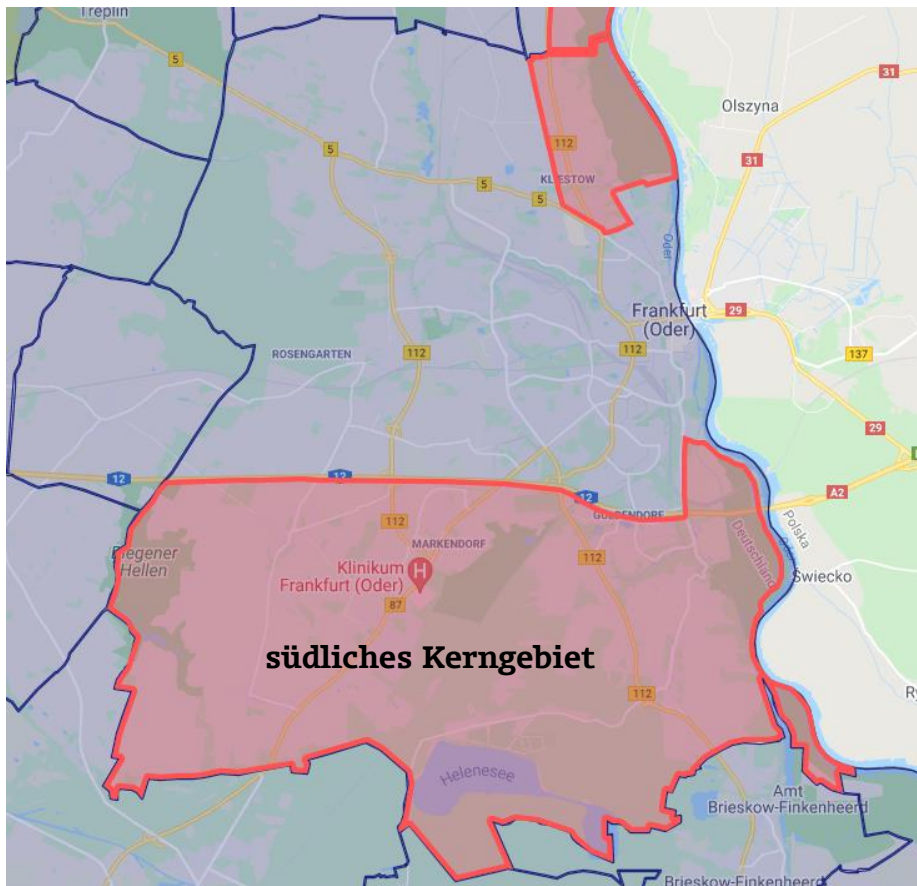 Treplin
5
31
Olszyna
112
5
31
5
KLIESTOW
5
Oder
Frankfurt
(Oder)
29
ROSENGARTEN
112
112
137
29
12
12
12
A2
GÜLDENDORF
112
Polska
Deutschland
MARKENDORF
112
Biegener
Hellen
Klinikum
Frankfurt (Oder)
H
Świecko
87
südliches Kerngebiet
112
Helenesee
Amt
Brieskow-Finkenheerd
Brieskow-Finkenheerd